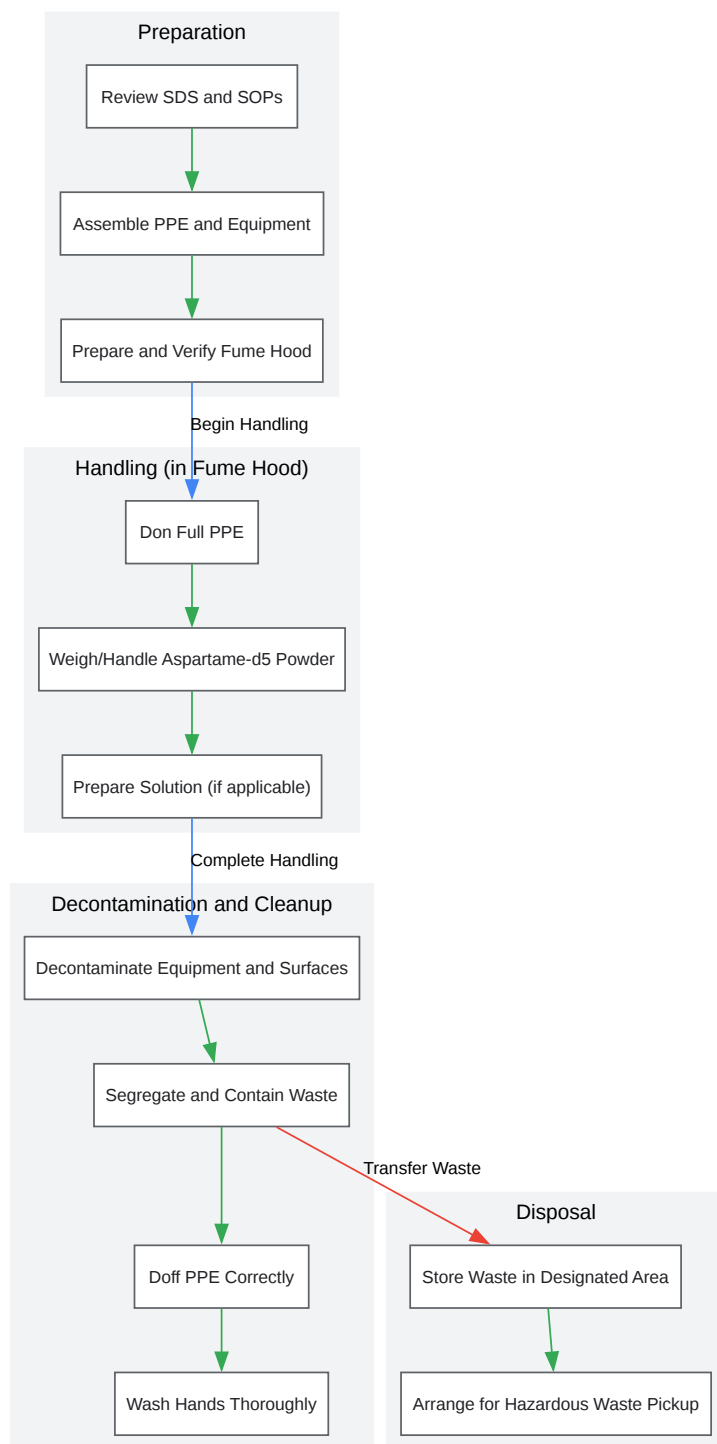 Preparation
Review SDS and SOPs
Assemble PPE and Equipment
Prepare and Verify Fume Hood
Begin Handling
Handling (in Fume Hood)
Don Full PPE
Weigh/Handle Aspartame-d5 Powder
Prepare Solution (if applicable)
Complete Handling
Decontamination and Cleanup
Decontaminate Equipment and Surfaces
Segregate and Contain Waste
Transfer Waste
Disposal
Doff PPE Correctly
Store Waste in Designated Area
Wash Hands Thoroughly
Arrange for Hazardous Waste Pickup